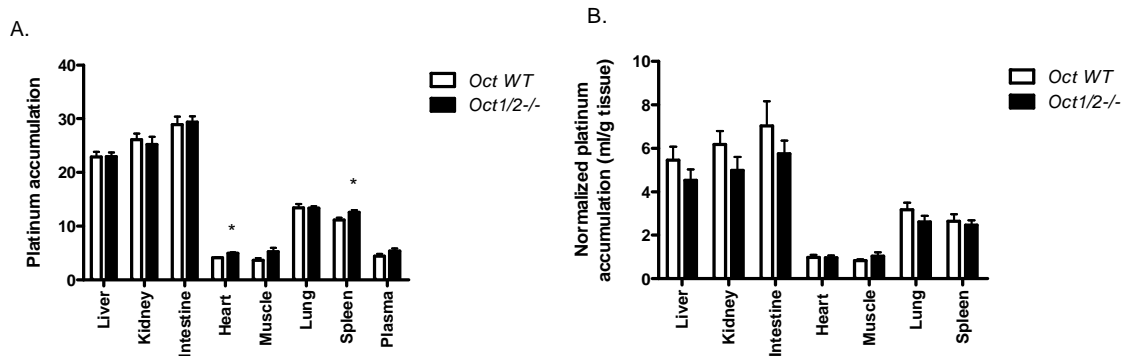 A.
Platinum accumulation
40
30
20
10
0
*
*
Oct WT
Oct1/2-/-
Liver
Kidney
Intestine
Heart
Muscle
Lung
Spleen
Plasma
B.
Normalized platinum
accumulation (ml/g tissue)
10
8
6
4
2
0
Oct WT
Oct1/2-/-
Liver
Kidney
Intestine
Heart
Muscle
Lung
Spleen